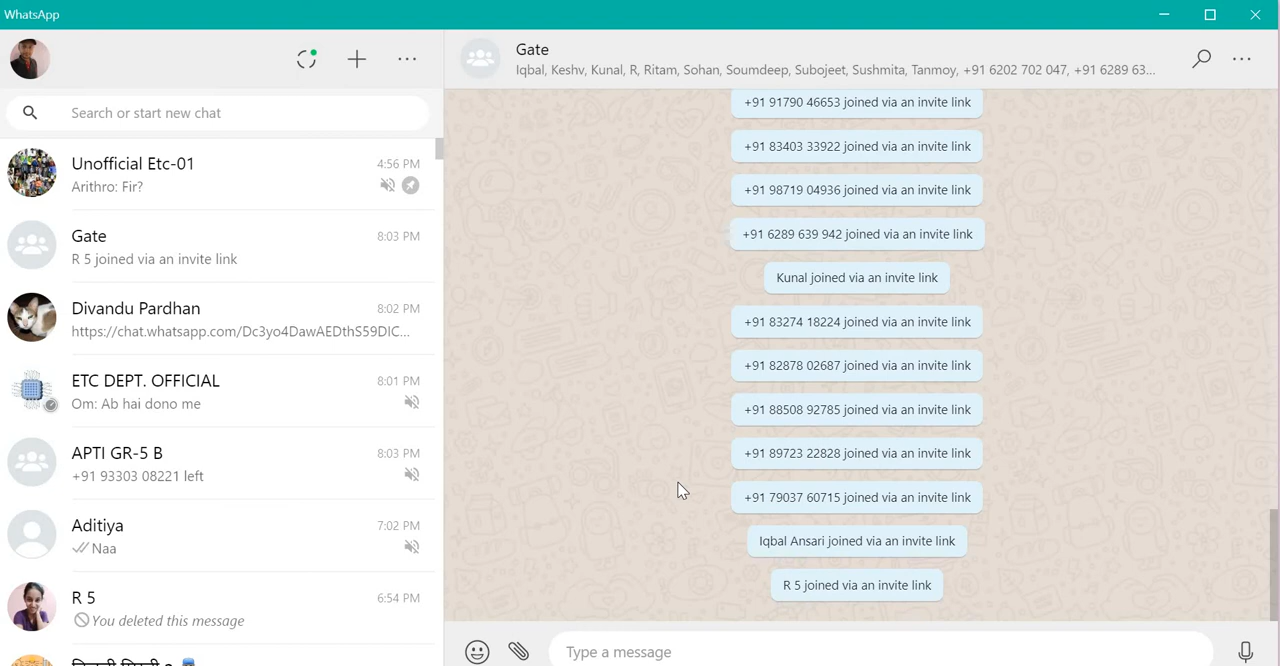 WhatsApp
Gate
Iqbal, Keshv, Kunal, R, Ritam, Sohan, Soumdeep, Subojeet, Sushmita, Tanmoy, +91 6202 702 047, +91 6289 63...
Search or start new chat
Unofficial Etc-01
4:56 PM
Arithro: Fir?
Gate
8:03 PM
R 5 joined via an invite link
Divandu Pardhan
8:02 PM
https://chat.whatsapp.com/Dc3yo4DawAEDthS59DIC...
ETC DEPT. OFFICIAL
8:01 PM
Om: Ab hai dono me
APTI GR-5 B
8:03 PM
+91 93303 08221 left
Aditiya
7:02 PM
Naa
R 5
6:54 PM
You deleted this message
+91 91790 46653 joined via an invite link
+91 83403 33922 joined via an invite link
+91 98719 04936 joined via an invite link
+91 6289 639 942 joined via an invite link
Kunal joined via an invite link
+91 83274 18224 joined via an invite link
+91 82878 02687 joined via an invite link
+91 88508 92785 joined via an invite link
+91 89723 22828 joined via an invite link
+91 79037 60715 joined via an invite link
Iqbal Ansari joined via an invite link
R 5 joined via an invite link
Type a message